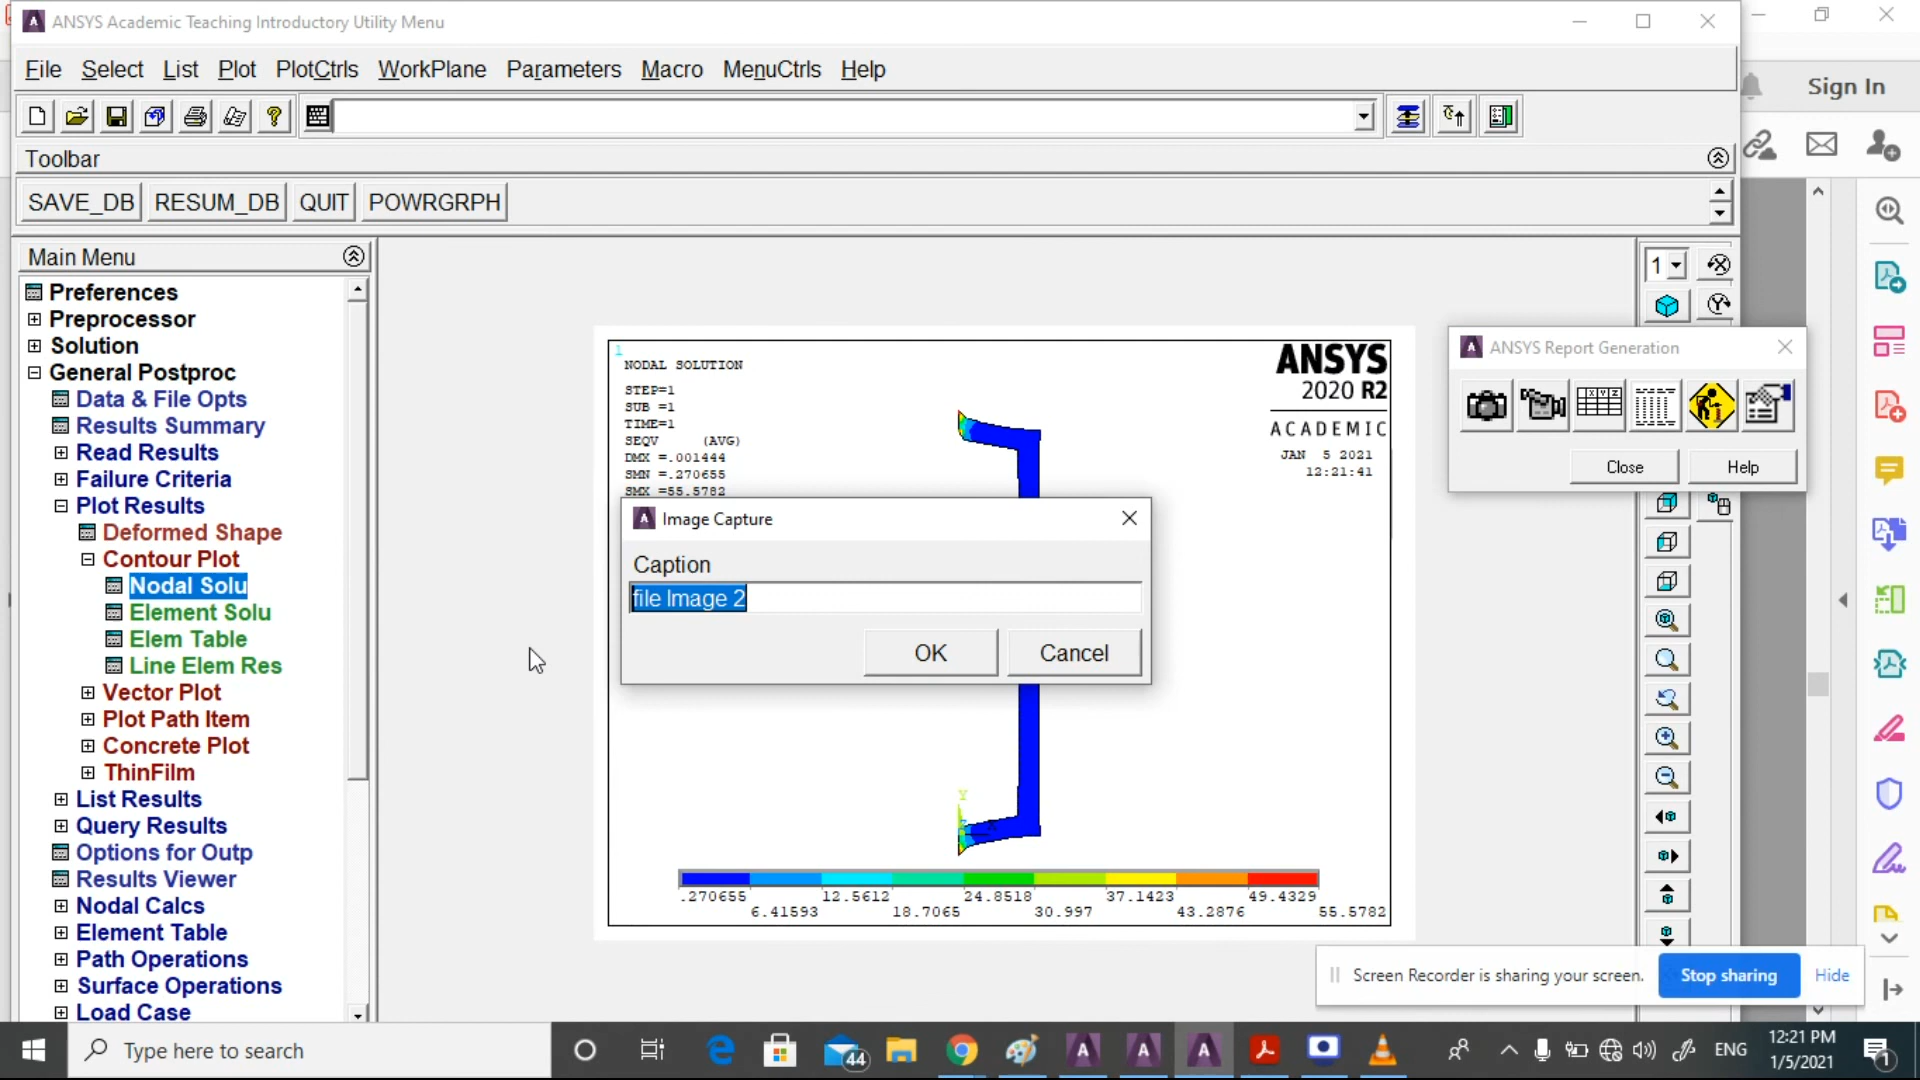 ANSYS Academic Teaching Introductory Utility Menu
File Select List Plot PlotCtrls WorkPlane Parameters Macro MenuCtrls Help
Sign In
Toolbar
SAVE_DB RESUM_DB QUIT POWRGRPH
Main Menu
Preferences
Preprocessor
Solution
General Postproc
Data & File Opts
Results Summary
Read Results
Failure Criteria
Plot Results
Deformed Shape
Contour Plot
Nodal Solu
Element Solu
Elem Table
Line Elem Res
Vector Plot
Plot Path Item
Concrete Plot
ThinFilm
List Results
Query Results
Options for Outp
Results Viewer
Nodal Calcs
Element Table
Path Operations
Surface Operations
Load Case
1
NODAL SOLUTION
STEP=1
SUB =1
TIME=1
SEQV (AVG)
DMX =.001444
SMN =.270655
SMX =55.5782
ANSYS
2020 R2
ACADEMIC
JAN 5 2021
12:21:41
Image Capture
Caption
file Image 2
OK Cancel
Y
X
.270655 12.5612 24.8518 37.1423 49.4329
6.41593 18.7065 30.997 43.2876 55.5782
1
ANSYS Report Generation
X Y Z
Close Help
Screen Recorder is sharing your screen. Stop sharing Hide
Type here to search
44
ENG
12:21 PM
1/5/2021
1